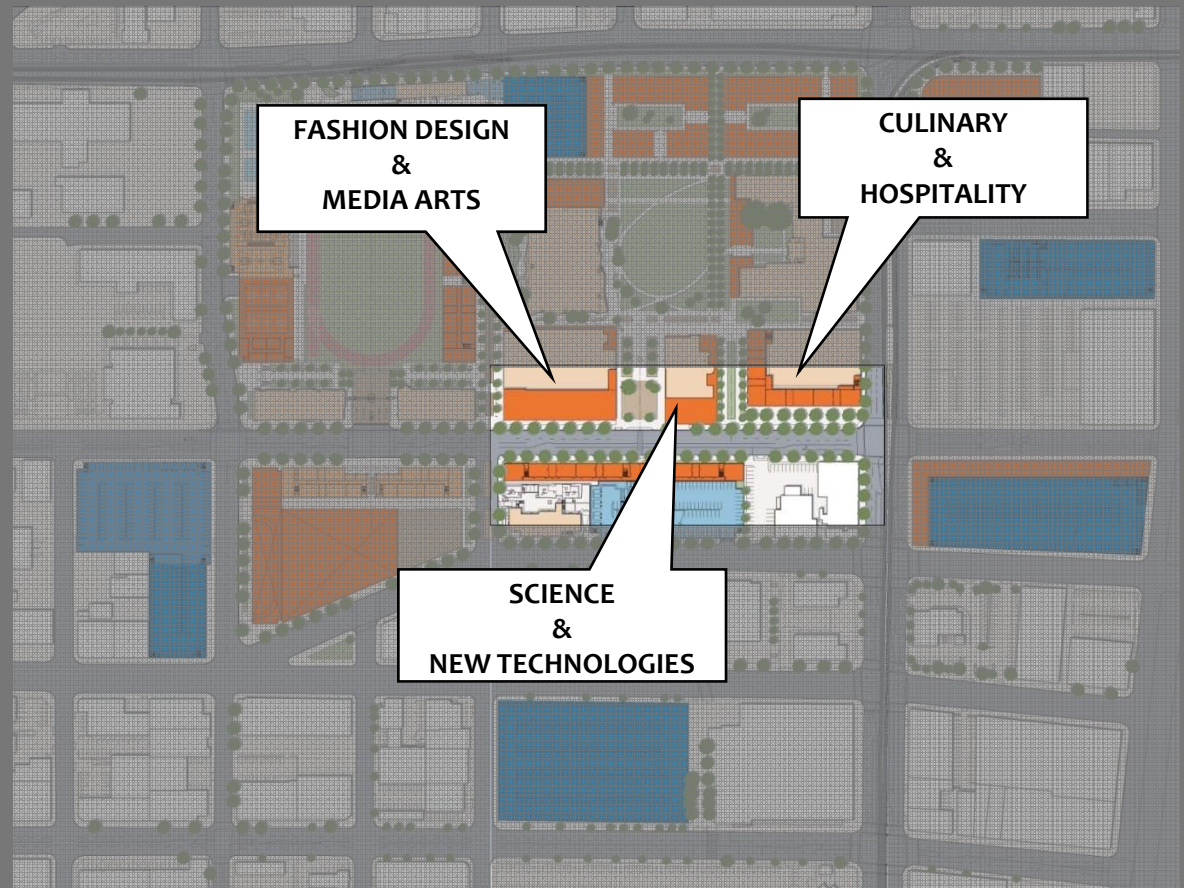 FASHION DESIGN
&
MEDIA ARTS
CULINARY
&
HOSPITALITY
SCIENCE
&
NEW TECHNOLOGIES